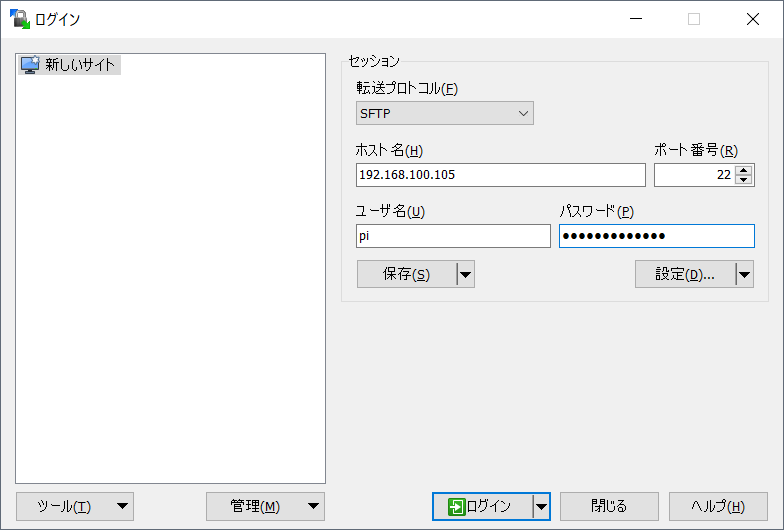 ログイン
新しいサイト
セッション
転送プロトコル(F)
SFTP
ホスト名(H)
ポート番号(R)
192.168.100.105
22
ユーザ名(U)
パスワード(P)
pi
●●●●●●●●●●●●●
保存(S)
設定(D)...
ツール(T)
管理(M)
ログイン
閉じる
ヘルプ(H)